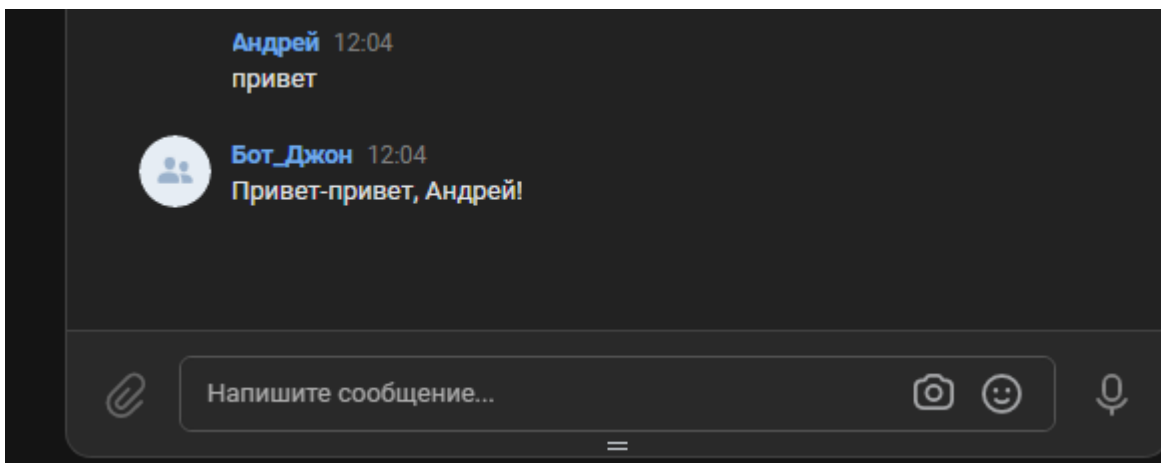 Андрей 12:04
привет
Бот_Джон 12:04
Привет-привет, Андрей!
Напишите сообщение...